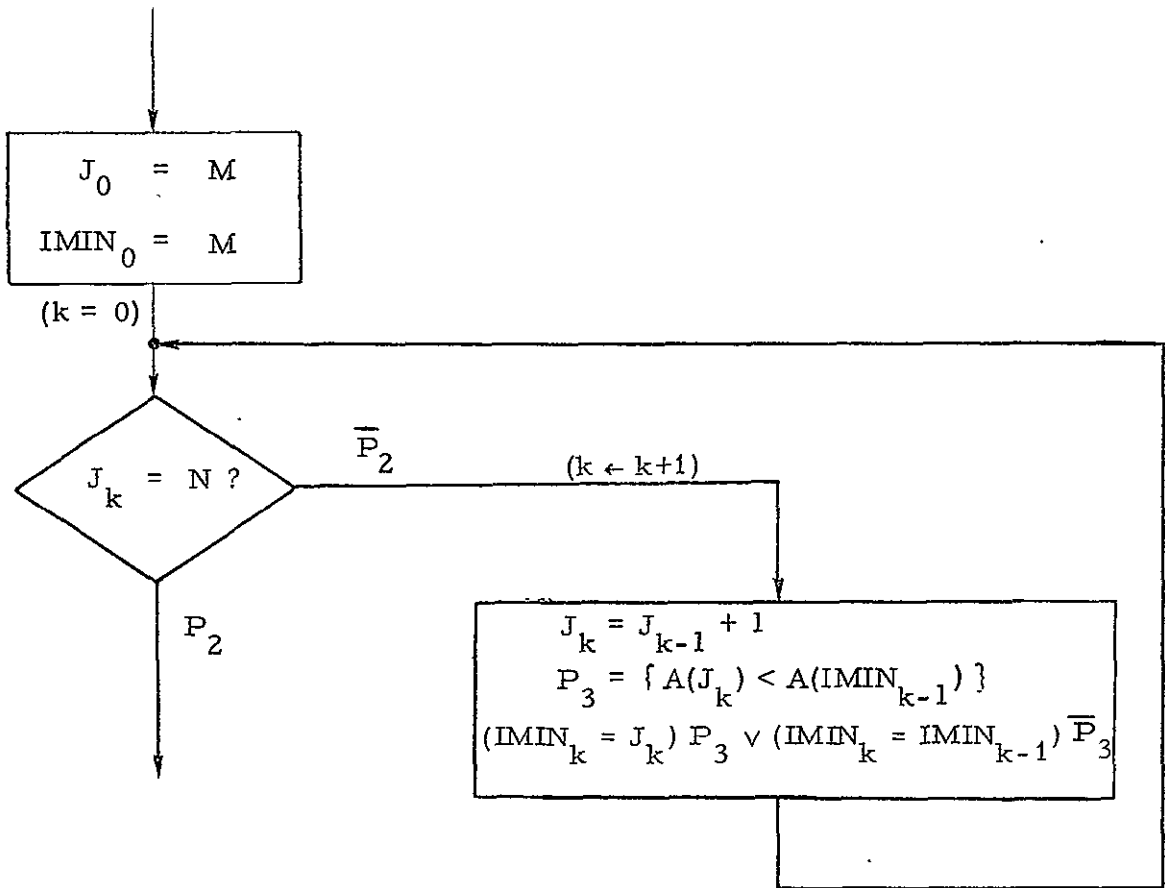 J₀ = M
IMIN₀ = M
(k = 0)
J_k = N ?
P̅₂
(k ← k+1)
P₂
J_k = J_{k-1} + 1
P₃ = { A(J_k) < A(IMIN_{k-1}) }
(IMIN_k = J_k) P₃ ∨ (IMIN_k = IMIN_{k-1}) P̅₃